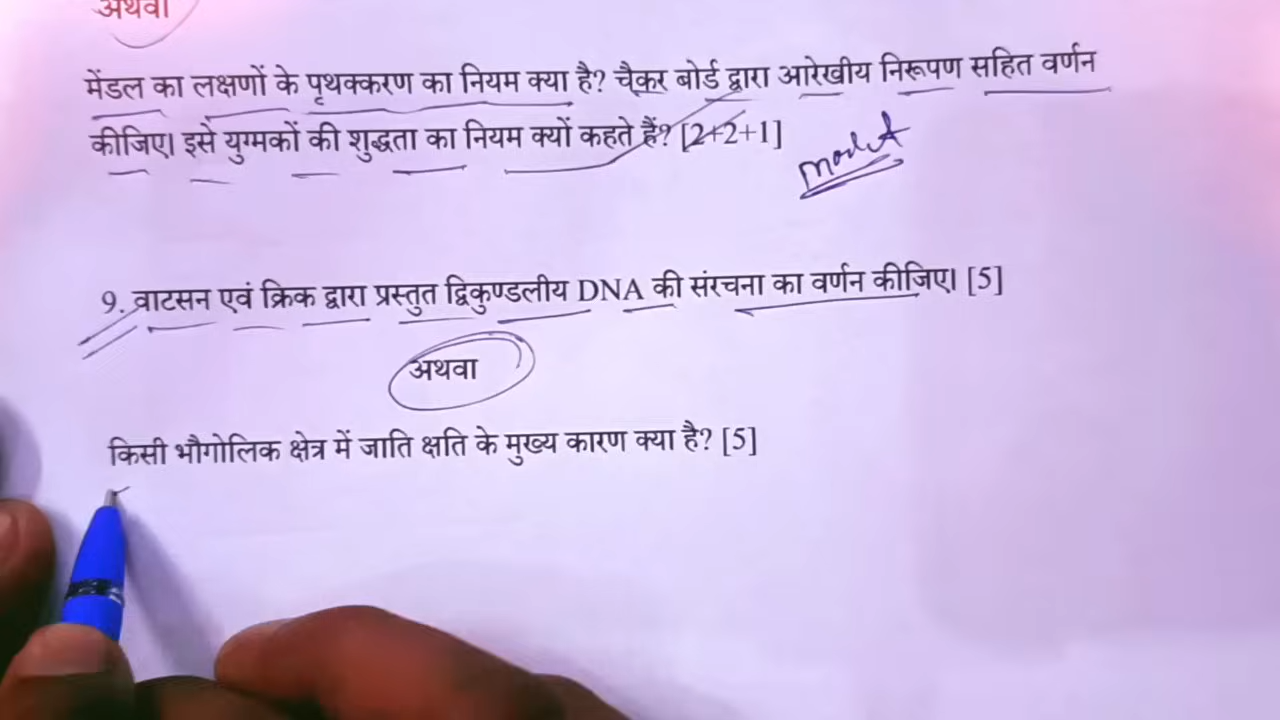 अथवा
मेंडल का लक्षणों के पृथक्करण का नियम क्या है? चैकर बोर्ड द्वारा आरेखीय निरूपण सहित वर्णन
कीजिए। इसे युग्मकों की शुद्धता का नियम क्यों कहते हैं? [2+2+1]
9. वाटसन एवं क्रिक द्वारा प्रस्तुत द्विकुण्डलीय DNA की संरचना का वर्णन कीजिए। [5]
अथवा
किसी भौगोलिक क्षेत्र में जाति क्षति के मुख्य कारण क्या है? [5]